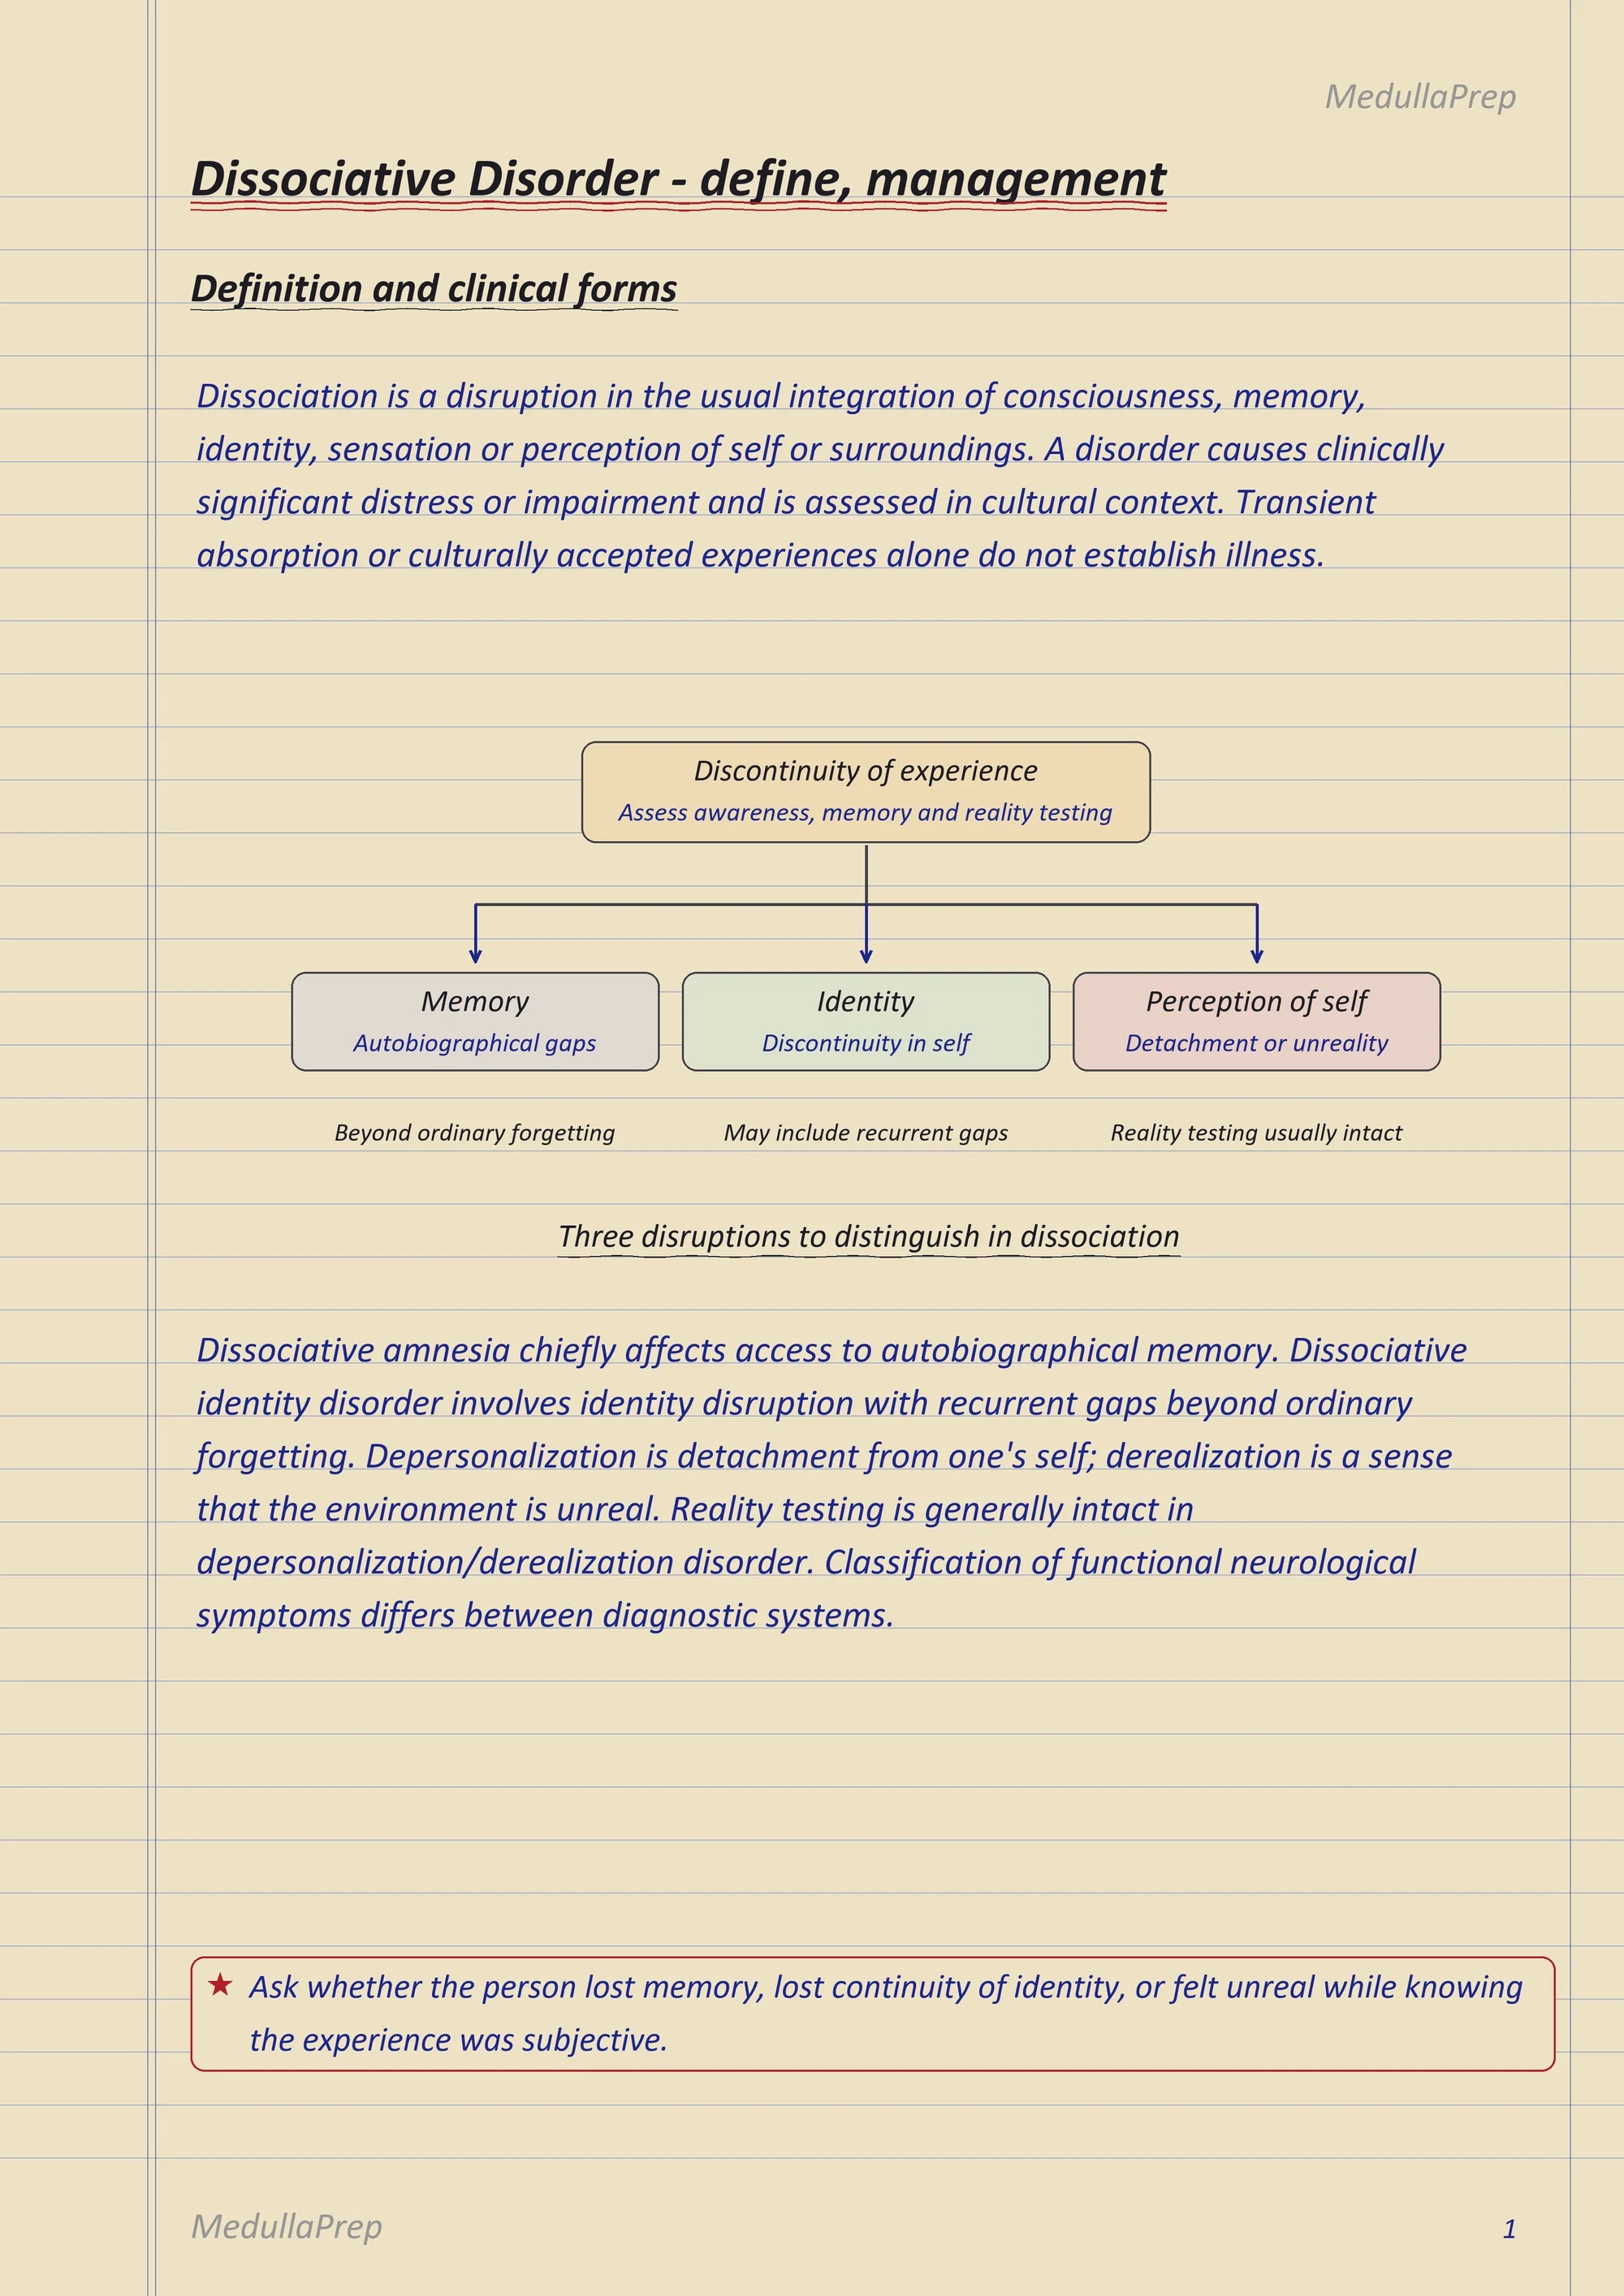 MedullaPrep
Dissociative Disorder - define, management
Definition and clinical forms
Dissociation is a disruption in the usual integration of consciousness, memory,
identity, sensation or perception of self or surroundings. A disorder causes clinically
significant distress or impairment and is assessed in cultural context. Transient
absorption or culturally accepted experiences alone do not establish illness.
Discontinuity of experience
Assess awareness, memory and reality testing
Memory
Autobiographical gaps
Identity
Discontinuity in self
Perception of self
Detachment or unreality
Beyond ordinary forgetting
May include recurrent gaps
Reality testing usually intact
Three disruptions to distinguish in dissociation
Dissociative amnesia chiefly affects access to autobiographical memory. Dissociative
identity disorder involves identity disruption with recurrent gaps beyond ordinary
forgetting. Depersonalization is detachment from one's self; derealization is a sense
that the environment is unreal. Reality testing is generally intact in
depersonalization/derealization disorder. Classification of functional neurological
symptoms differs between diagnostic systems.
★ Ask whether the person lost memory, lost continuity of identity, or felt unreal while knowing
the experience was subjective.
MedullaPrep
1